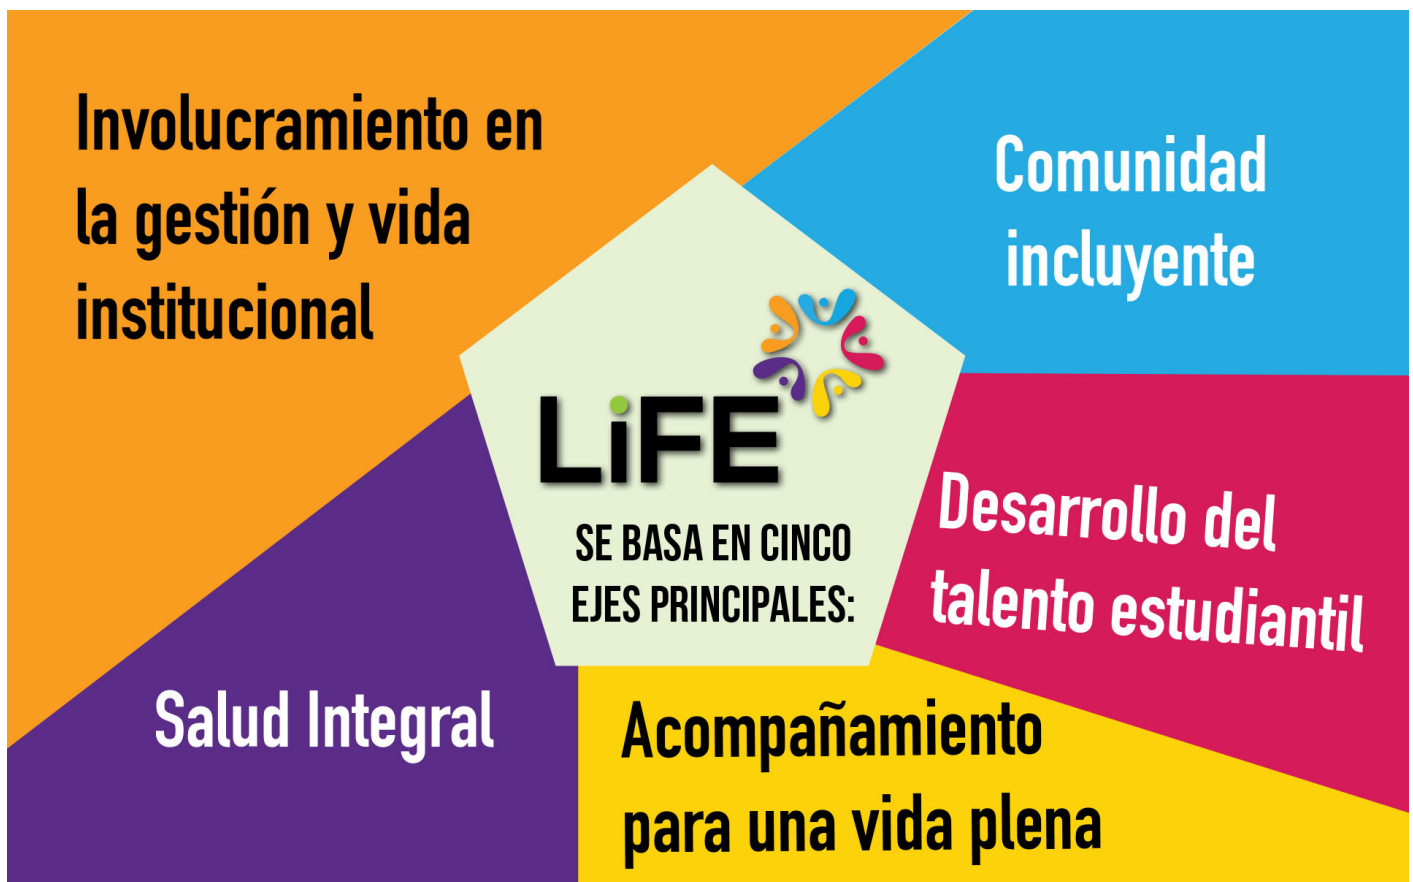 Involucramiento en
la gestión y vida
institucional
Comunidad
incluyente
LiFE
SE BASA EN CINCO
EJES PRINCIPALES:
Desarrollo del
talento estudiantil
Salud Integral
Acompañamiento
para una vida plena